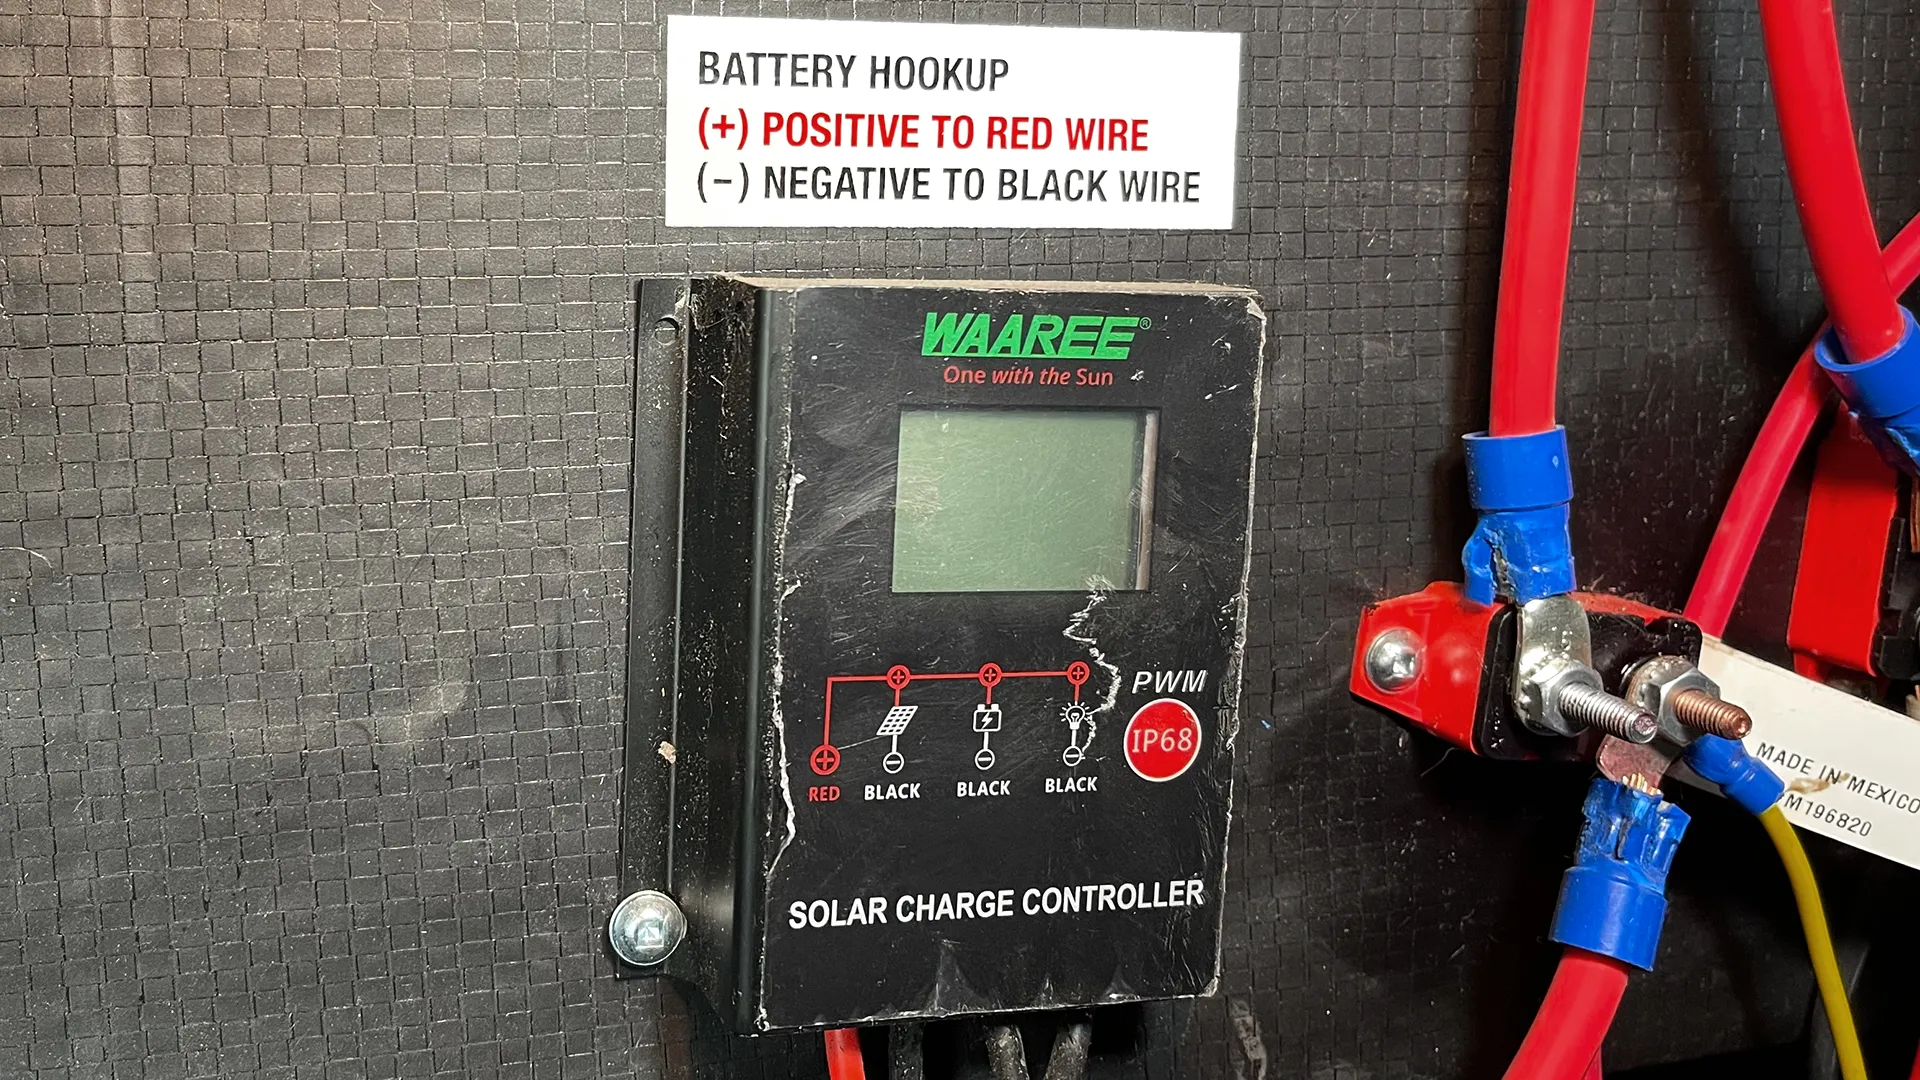 BATTERY HOOKUP
(+) POSITIVE TO RED WIRE
(−) NEGATIVE TO BLACK WIRE
WAAREE®
One with the Sun
PWM
IP68
RED BLACK BLACK BLACK
SOLAR CHARGE CONTROLLER
MADE IN MEXICO
M196820